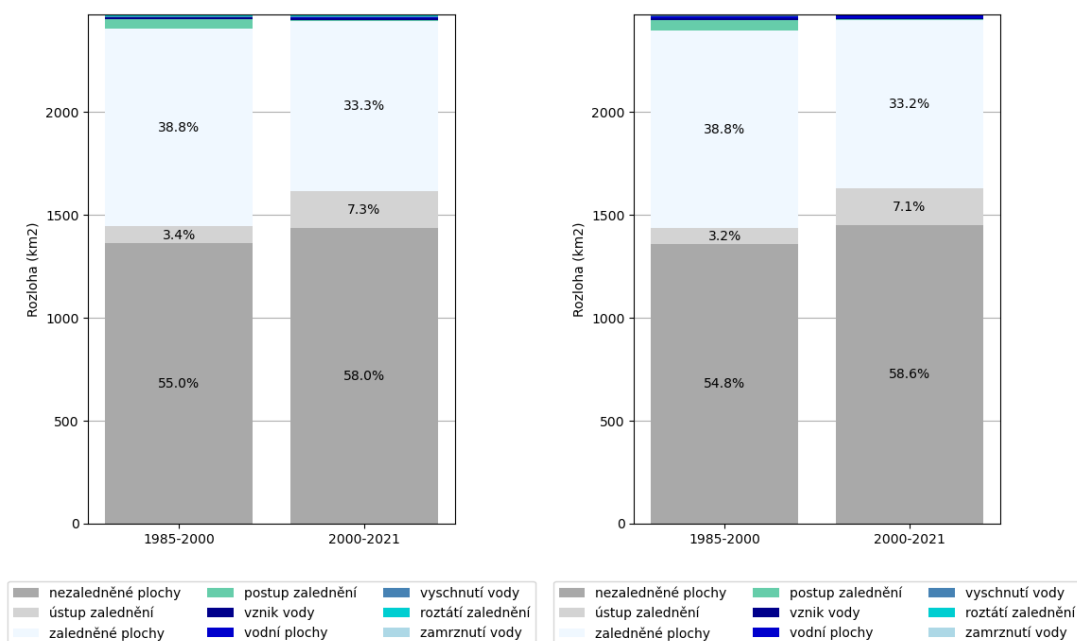 2000
1500
1000
500
0
Rozloha (km2)
38.8%
33.3%
3.4%
7.3%
55.0%
58.0%
1985-2000
2000-2021
nezaledněné plochy
ústup zalednění
zaledněné plochy
postup zalednění
vznik vody
vodní plochy
vyschnutí vody
roztátí zalednění
zamrznutí vody
2000
1500
1000
500
0
Rozloha (km2)
38.8%
33.2%
3.2%
7.1%
54.8%
58.6%
1985-2000
2000-2021
nezaledněné plochy
ústup zalednění
zaledněné plochy
postup zalednění
vznik vody
vodní plochy
vyschnutí vody
roztátí zalednění
zamrznutí vody